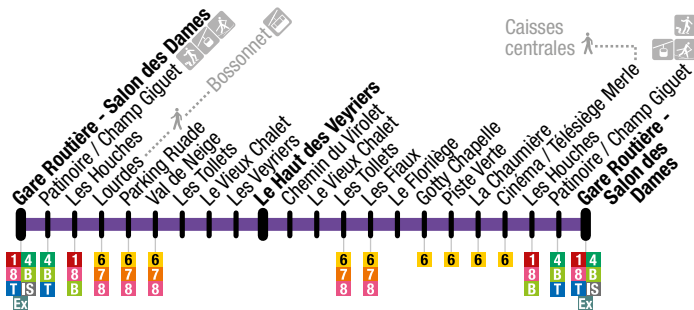 Gare Routière - Salon des Dames
Patinoire / Champ Giguet
Les Houches
Lourdes
Bossonnet
Parking Ruade
Val de Neige
Les Tollets
Le Vieux Chalet
Les Veyriers
Le Haut des Veyriers
Chemin du Virolet
Le Vieux Chalet
Les Tollets
Les Flaux
Le Florilège
Gotty Chapelle
Piste Verte
La Chaumière
Cinéma / Télésiège Merle
Caisses
centrales
Les Houches
Patinoire / Champ Giguet
Gare Routière -
Salon des
Dames
1 4 4 1 6 6 6 6 6 6 6 6 6 1 4 1 4
8 B B 8 7 7 7 7 7 8 B 8 B
T S T B 8 8 8 8 8 B T T S
Ex Ex